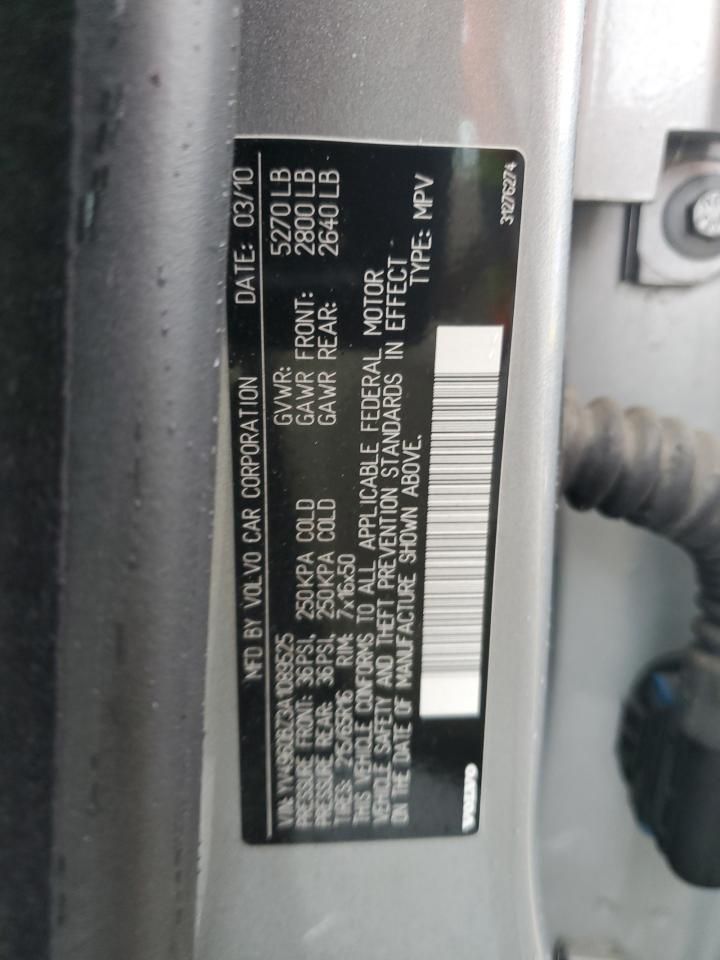 MFD BY VOLVO CAR CORPORATION DATE: 03/10
VIN: YV4960BZ3A1089625 GVWR: 5270 LB
PRESSURE FRONT: 36PSI, 250KPA COLD GAWR FRONT: 2800 LB
PRESSURE REAR: 36PSI, 250KPA COLD GAWR REAR: 2640 LB
TIRES: 215/65R16 RIM: 7x16x50
THIS VEHICLE CONFORMS TO ALL APPLICABLE FEDERAL MOTOR
VEHICLE SAFETY AND THEFT PREVENTION STANDARDS IN EFFECT
ON THE DATE OF MANUFACTURE SHOWN ABOVE. TYPE: MPV
VOLVO 31276274